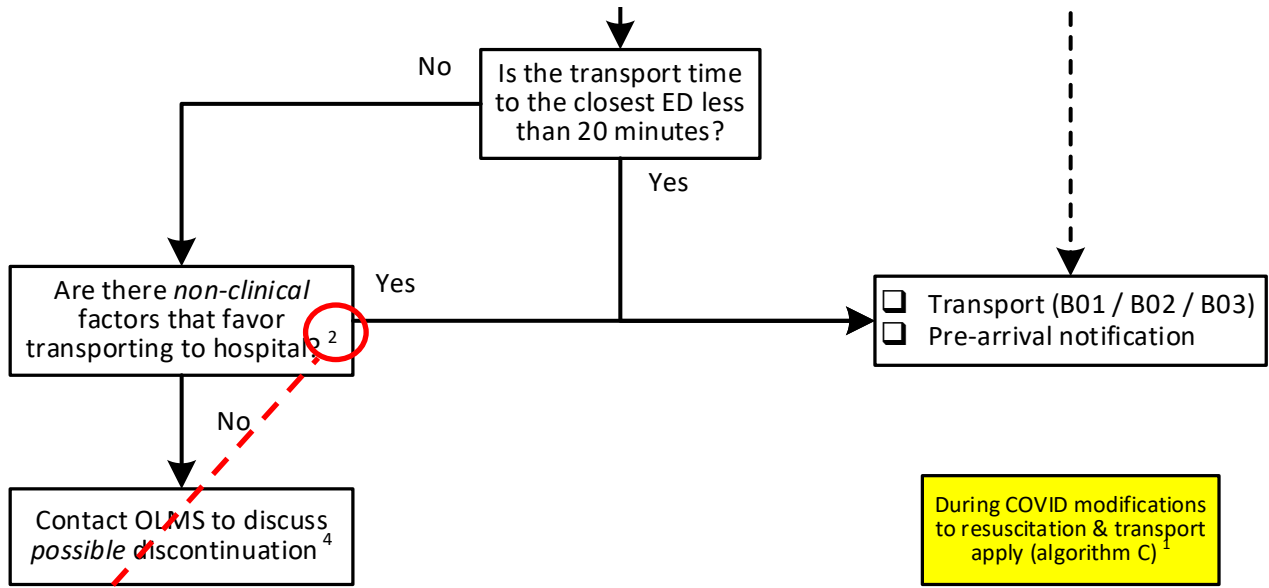 No
Is the transport time
to the closest ED less
than 20 minutes?
Yes
Are there non-clinical
factors that favor
transporting to hospital? 2
Yes
❑ Transport (B01 / B02 / B03)
❑ Pre-arrival notification
No
Contact OLMS to discuss
possible discontinuation 4
During COVID modifications
to resuscitation & transport
apply (algorithm C) 1